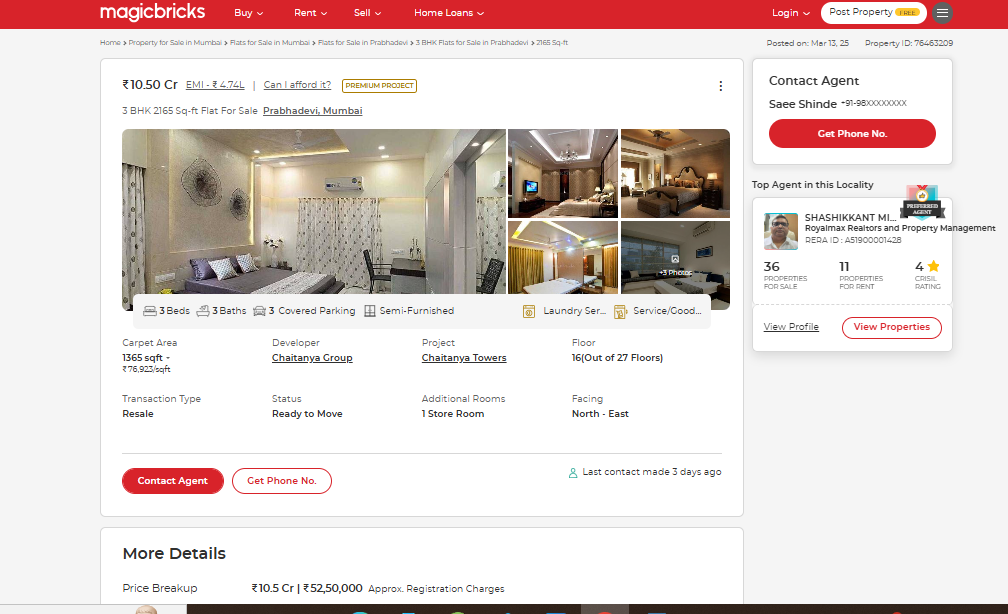 magicbricks Buy Rent Sell Home Loans Login Post Property FREE
Home > Property for Sale in Mumbai > Flats for Sale in Mumbai > Flats for Sale in Prabhadevi > 3 BHK Flats for Sale in Prabhadevi > 2165 Sq-ft
Posted on: Mar 13, 25 Property ID: 76463209
₹10.50 Cr EMI - ₹ 4.74L | Can I afford it? PREMIUM PROJECT
3 BHK 2165 Sq-ft Flat For Sale Prabhadevi, Mumbai
+3 Photos
3 Beds 3 Baths 3 Covered Parking Semi-Furnished Laundry Ser... Service/Good...
Carpet Area Developer Project Floor
1365 sqft Chaitanya Group Chaitanya Towers 16(Out of 27 Floors)
₹76,923/sqft
Transaction Type Status Additional Rooms Facing
Resale Ready to Move 1 Store Room North - East
Contact Agent Get Phone No. Last contact made 3 days ago
More Details
Price Breakup ₹10.5 Cr | ₹52,50,000 Approx. Registration Charges
Contact Agent
Saee Shinde +91-98XXXXXXXX
Get Phone No.
Top Agent in this Locality
PREFERRED
AGENT
SHASHIKKANT MI...
Royalmax Realtors and Property Management
RERA ID : A51900001428
36 11 4
PROPERTIES PROPERTIES CRISIL
FOR SALE FOR RENT RATING
View Profile View Properties